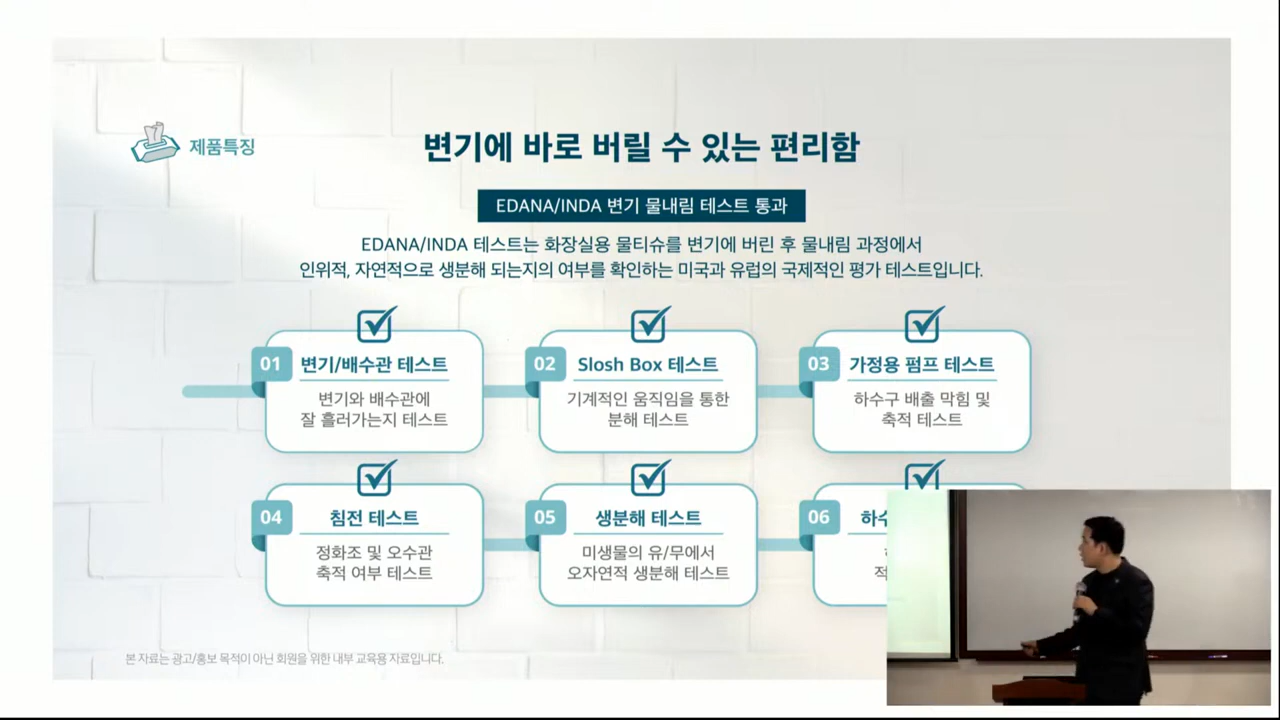 제품특징
변기에 바로 버릴 수 있는 편리함
EDANA/INDA 변기 물내림 테스트 통과
EDANA/INDA 테스트는 화장실용 물티슈를 변기에 버린 후 물내림 과정에서
인위적, 자연적으로 생분해 되는지의 여부를 확인하는 미국과 유럽의 국제적인 평가 테스트입니다.
01 변기/배수관 테스트
변기와 배수관에
잘 흘러가는지 테스트
02 Slosh Box 테스트
기계적인 움직임을 통한
분해 테스트
03 가정용 펌프 테스트
하수구 배출 막힘 및
축적 테스트
04 침전 테스트
정화조 및 오수관
축적 여부 테스트
05 생분해 테스트
미생물의 유/무에서
오자연적 생분해 테스트
06 하수
적
본 자료는 광고/홍보 목적이 아닌 회원을 위한 내부 교육용 자료입니다.